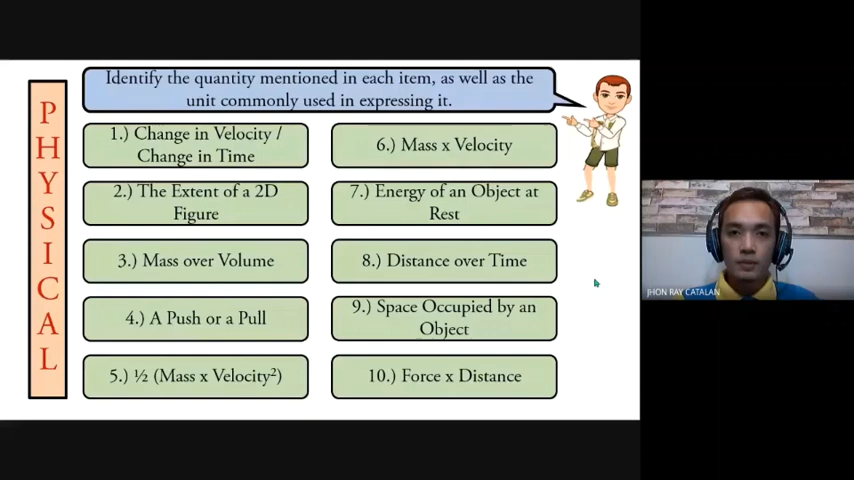 Identify the quantity mentioned in each item, as well as the
unit commonly used in expressing it.
PHYSICAL
1.) Change in Velocity /
Change in Time
2.) The Extent of a 2D
Figure
3.) Mass over Volume
4.) A Push or a Pull
5.) ½ (Mass x Velocity²)
6.) Mass x Velocity
7.) Energy of an Object at
Rest
8.) Distance over Time
9.) Space Occupied by an
Object
10.) Force x Distance
JHON RAY CATALAN